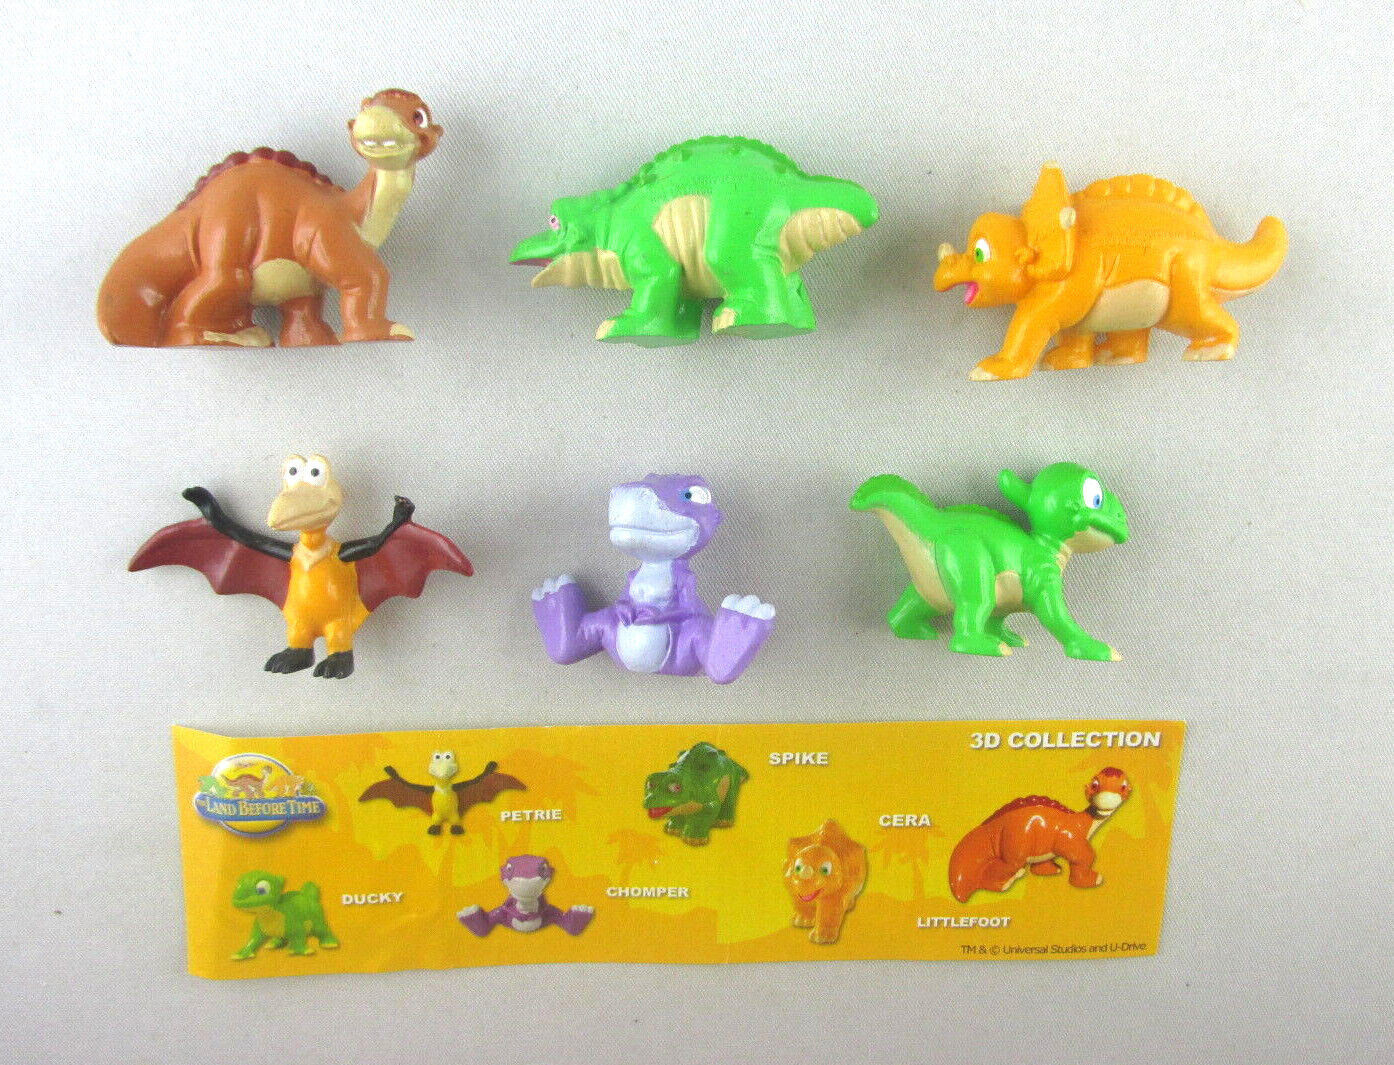 3D COLLECTION
THE LAND BEFORE TIME
PETRIE
SPIKE
CERA
DUCKY
CHOMPER
LITTLEFOOT
TM & © Universal Studios and U-Drive